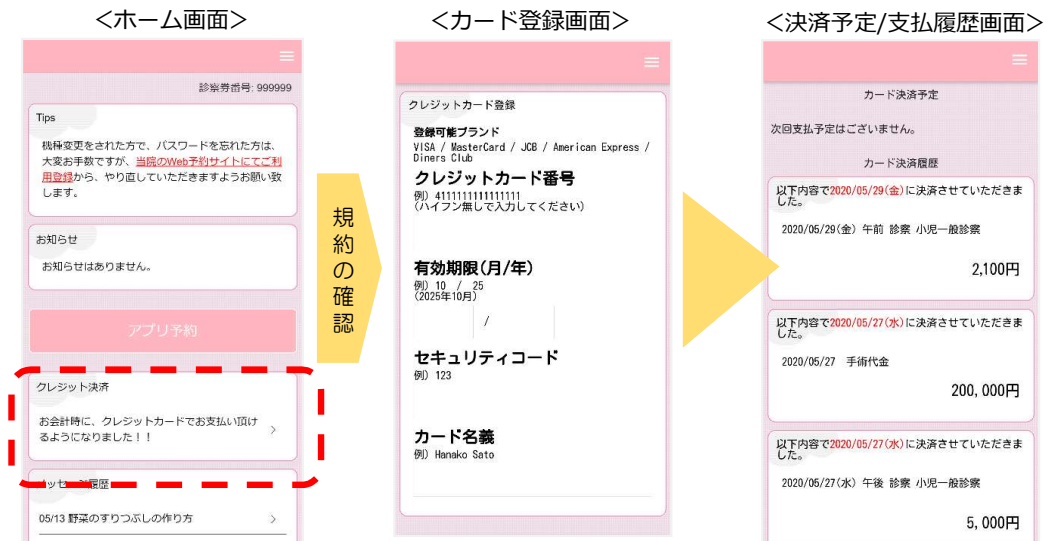 <ホーム画面>
診察券番号: 999999
Tips
機種変更をされた方で、パスワードを忘れた方は、
大変お手数ですが、当院のWeb予約サイトにてご利
用登録から、やり直していただきますようお願い致
します。
お知らせ
お知らせはありません。
アプリ予約
クレジット決済
お会計時に、クレジットカードでお支払い頂け
るようになりました！！
メッセージ履歴
05/13 野菜のすりつぶしの作り方
規約の確認
<カード登録画面>
クレジットカード登録
登録可能ブランド
VISA / MasterCard / JCB / American Express /
Diners Club
クレジットカード番号
例) 4111111111111111
(ハイフン無しで入力してください)
有効期限(月/年)
例) 10 / 25
(2025年10月)
/
セキュリティコード
例) 123
カード名義
例) Hanako Sato
<決済予定/支払履歴画面>
カード決済予定
次回支払予定はございません。
カード決済履歴
以下内容で2020/05/29(金)に決済させていただきま
した。
2020/05/29(金) 午前 診察 小児一般診察
2,100円
以下内容で2020/05/27(水)に決済させていただきま
した。
2020/05/27 手術代金
200,000円
以下内容で2020/05/27(水)に決済させていただきま
した。
2020/05/27(水) 午後 診察 小児一般診察
5,000円